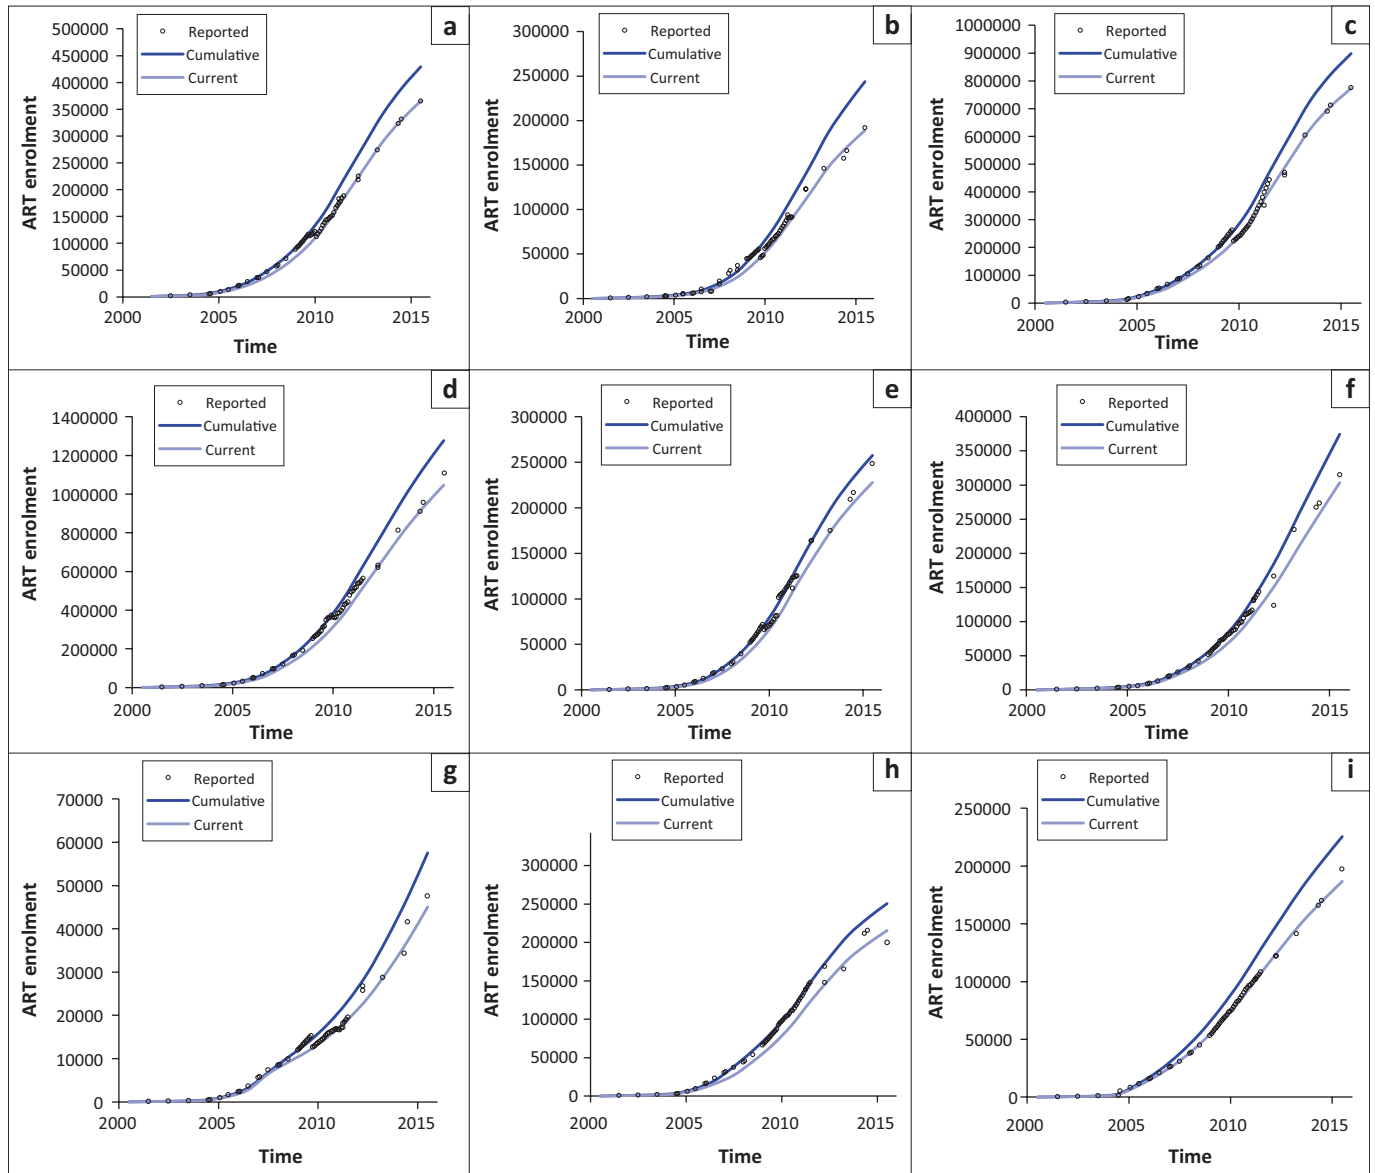 a
Reported
Cumulative
Current
500000
450000
400000
350000
300000
250000
200000
150000
100000
50000
0
ART enrolment
2000 2005 2010 2015
Time
b
Reported
Cumulative
Current
300000
250000
200000
150000
100000
50000
0
ART enrolment
2000 2005 2010 2015
Time
c
Reported
Cumulative
Current
1000000
900000
800000
700000
600000
500000
400000
300000
200000
100000
0
ART enrolment
2000 2005 2010 2015
Time
d
Reported
Cumulative
Current
1400000
1200000
1000000
800000
600000
400000
200000
0
ART enrolment
2000 2005 2010 2015
Time
e
Reported
Cumulative
Current
300000
250000
200000
150000
100000
50000
0
ART enrolment
2000 2005 2010 2015
Time
f
Reported
Cumulative
Current
400000
350000
300000
250000
200000
150000
100000
50000
0
ART enrolment
2000 2005 2010 2015
Time
g
Reported
Cumulative
Current
70000
60000
50000
40000
30000
20000
10000
0
ART enrolment
2000 2005 2010 2015
Time
h
Reported
Cumulative
Current
300000
250000
200000
150000
100000
50000
0
ART enrolment
2000 2005 2010 2015
Time
i
Reported
Cumulative
Current
250000
200000
150000
100000
50000
0
ART enrolment
2000 2005 2010 2015
Time